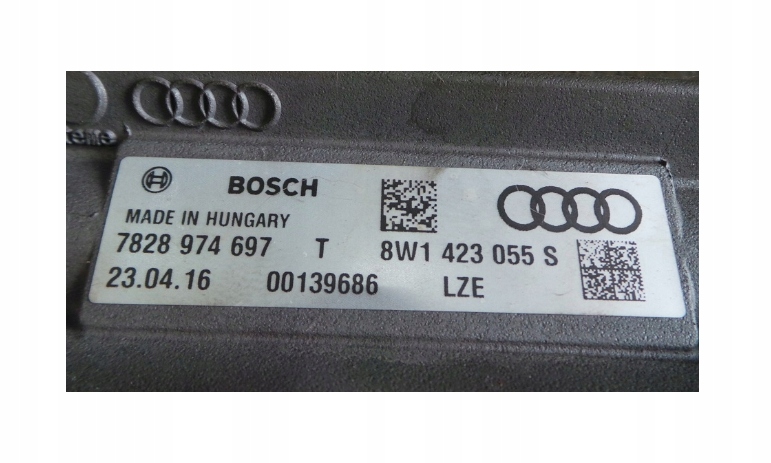 BOSCH
MADE IN HUNGARY
7828 974 697 T 8W1 423 055 S
23.04.16 00139686 LZE